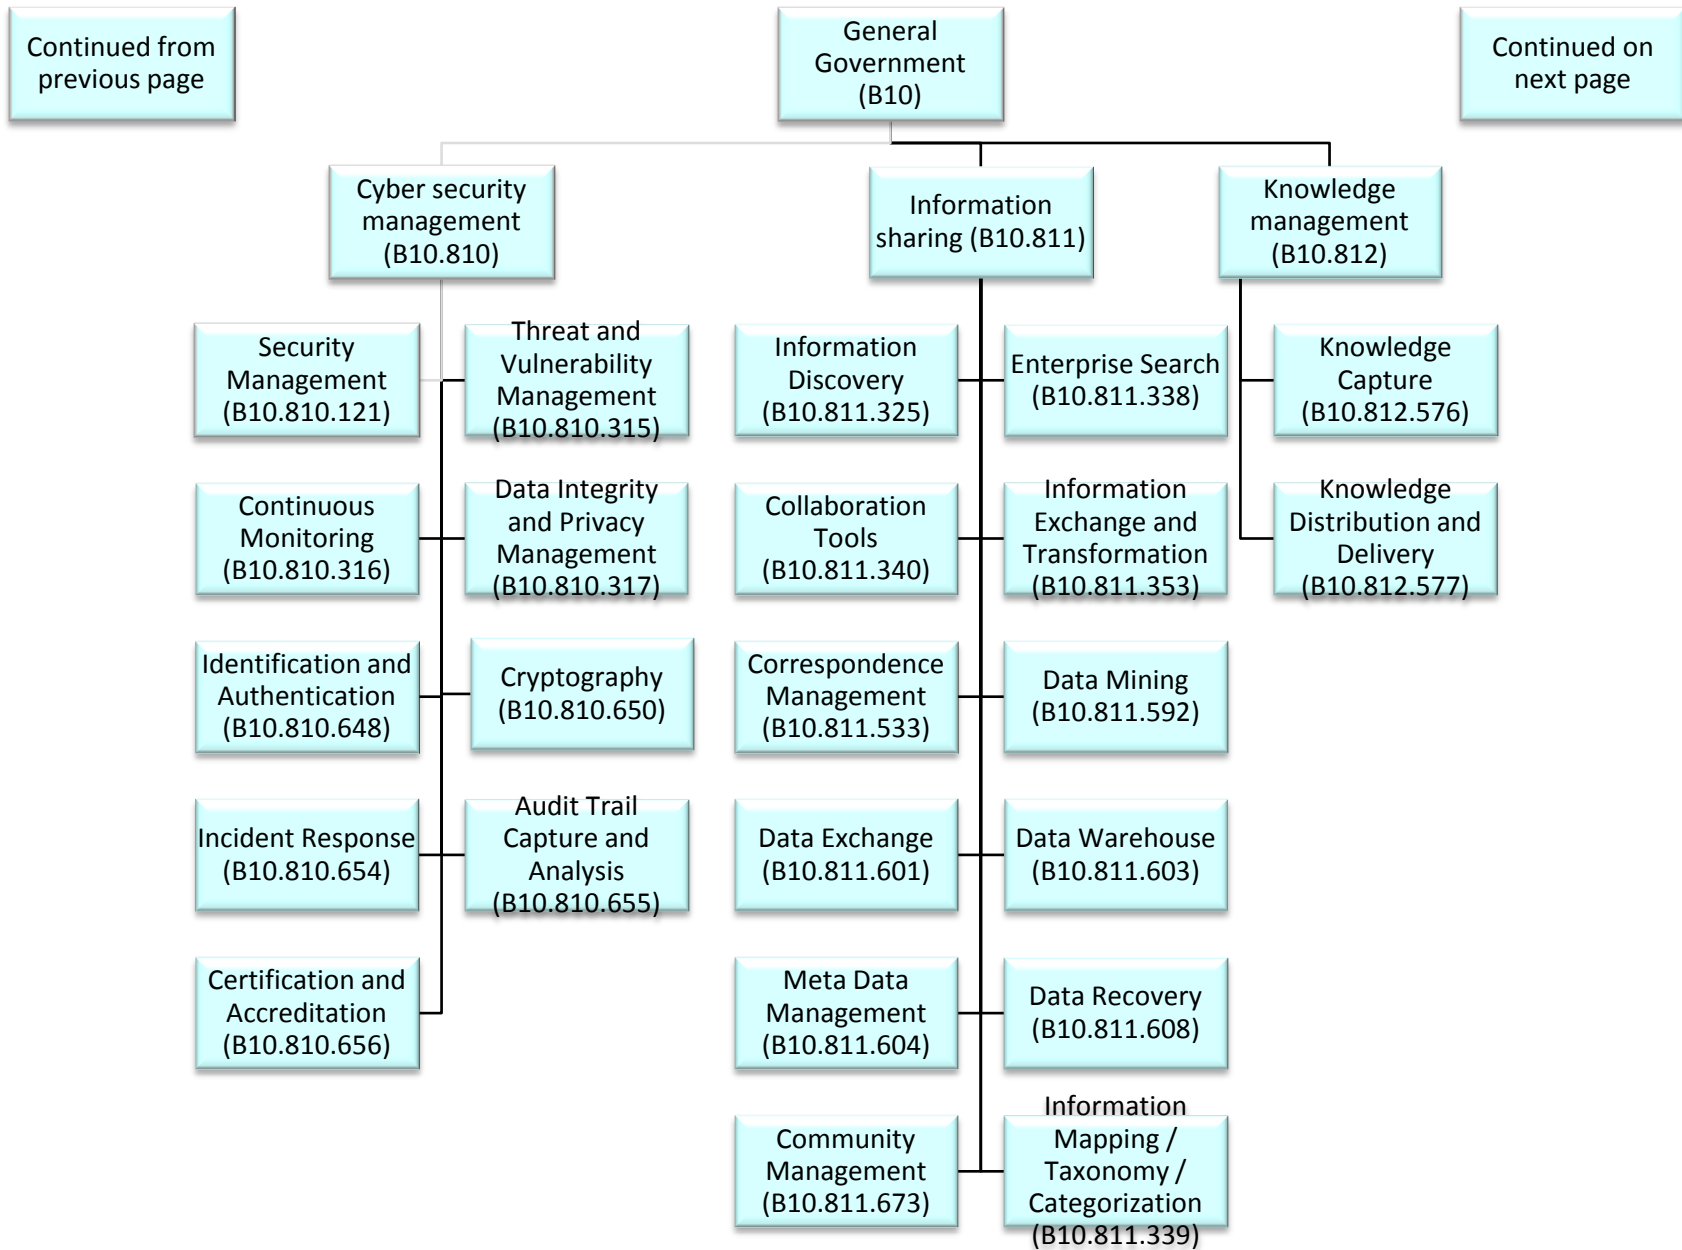 Continued from
previous page
General
Government
(B10)
Continued on
next page
Cyber security
management
(B10.810)
Information
sharing (B10.811)
Knowledge
management
(B10.812)
Security
Management
(B10.810.121)
Threat and
Vulnerability
Management
(B10.810.315)
Information
Discovery
(B10.811.325)
Enterprise Search
(B10.811.338)
Knowledge
Capture
(B10.812.576)
Continuous
Monitoring
(B10.810.316)
Data Integrity
and Privacy
Management
(B10.810.317)
Collaboration
Tools
(B10.811.340)
Information
Exchange and
Transformation
(B10.811.353)
Knowledge
Distribution and
Delivery
(B10.812.577)
Identification and
Authentication
(B10.810.648)
Cryptography
(B10.810.650)
Correspondence
Management
(B10.811.533)
Data Mining
(B10.811.592)
Incident Response
(B10.810.654)
Audit Trail
Capture and
Analysis
(B10.810.655)
Data Exchange
(B10.811.601)
Data Warehouse
(B10.811.603)
Certification and
Accreditation
(B10.810.656)
Meta Data
Management
(B10.811.604)
Data Recovery
(B10.811.608)
Community
Management
(B10.811.673)
Information
Mapping /
Taxonomy /
Categorization
(B10.811.339)